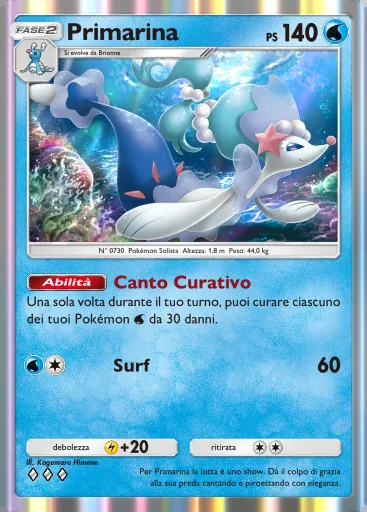 FASE 2 Primarina PS 140
Si evolve da Brionne
N° 0730 Pokémon Solista Altezza: 1,8 m Peso: 44,0 kg
Abilità Canto Curativo
Una sola volta durante il tuo turno, puoi curare ciascuno
dei tuoi Pokémon da 30 danni.
Surf 60
debolezza +20 ritirata
Ill. Kagemaru Himeno
Per Primarina la lotta è uno show. Dà il colpo di grazia
alla sua preda cantando e piroettando con eleganza.